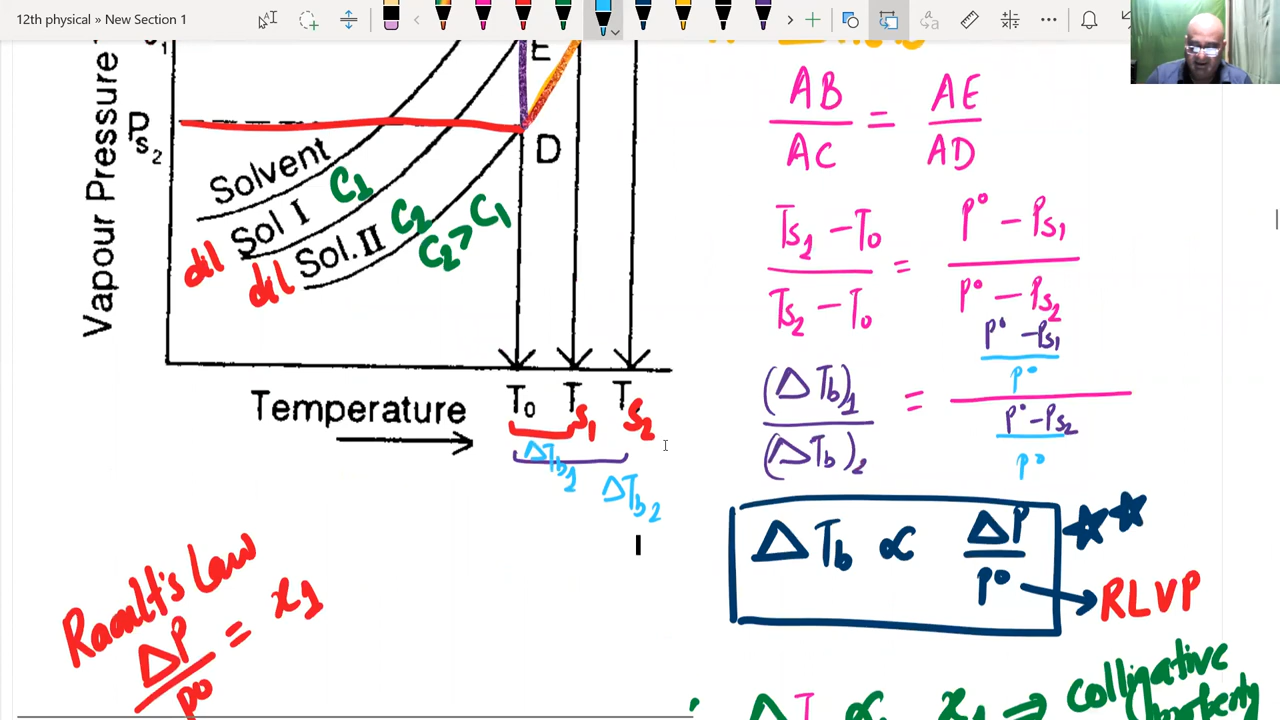 12th physical » New Section 1
Vapour Pressure
Ps2
E
D
Solvent
Sol I C1
dil
Sol. II C2
dil
C2 > C1
T0 Ts1 Ts2
Temperature
ΔTb1
ΔTb2
AB/AC = AE/AD
Ts1 - T0 / Ts2 - T0 = P° - Ps1 / P° - Ps2
(ΔTb)1 / (ΔTb)2 = P° - Ps1 / P° / P° - Ps2 / P°
ΔTb ∝ ΔP/P°
RLVP
Raoult's Law
ΔP/P° = x1
∴ ΔT ∝ x1 ⇒ colligative
property